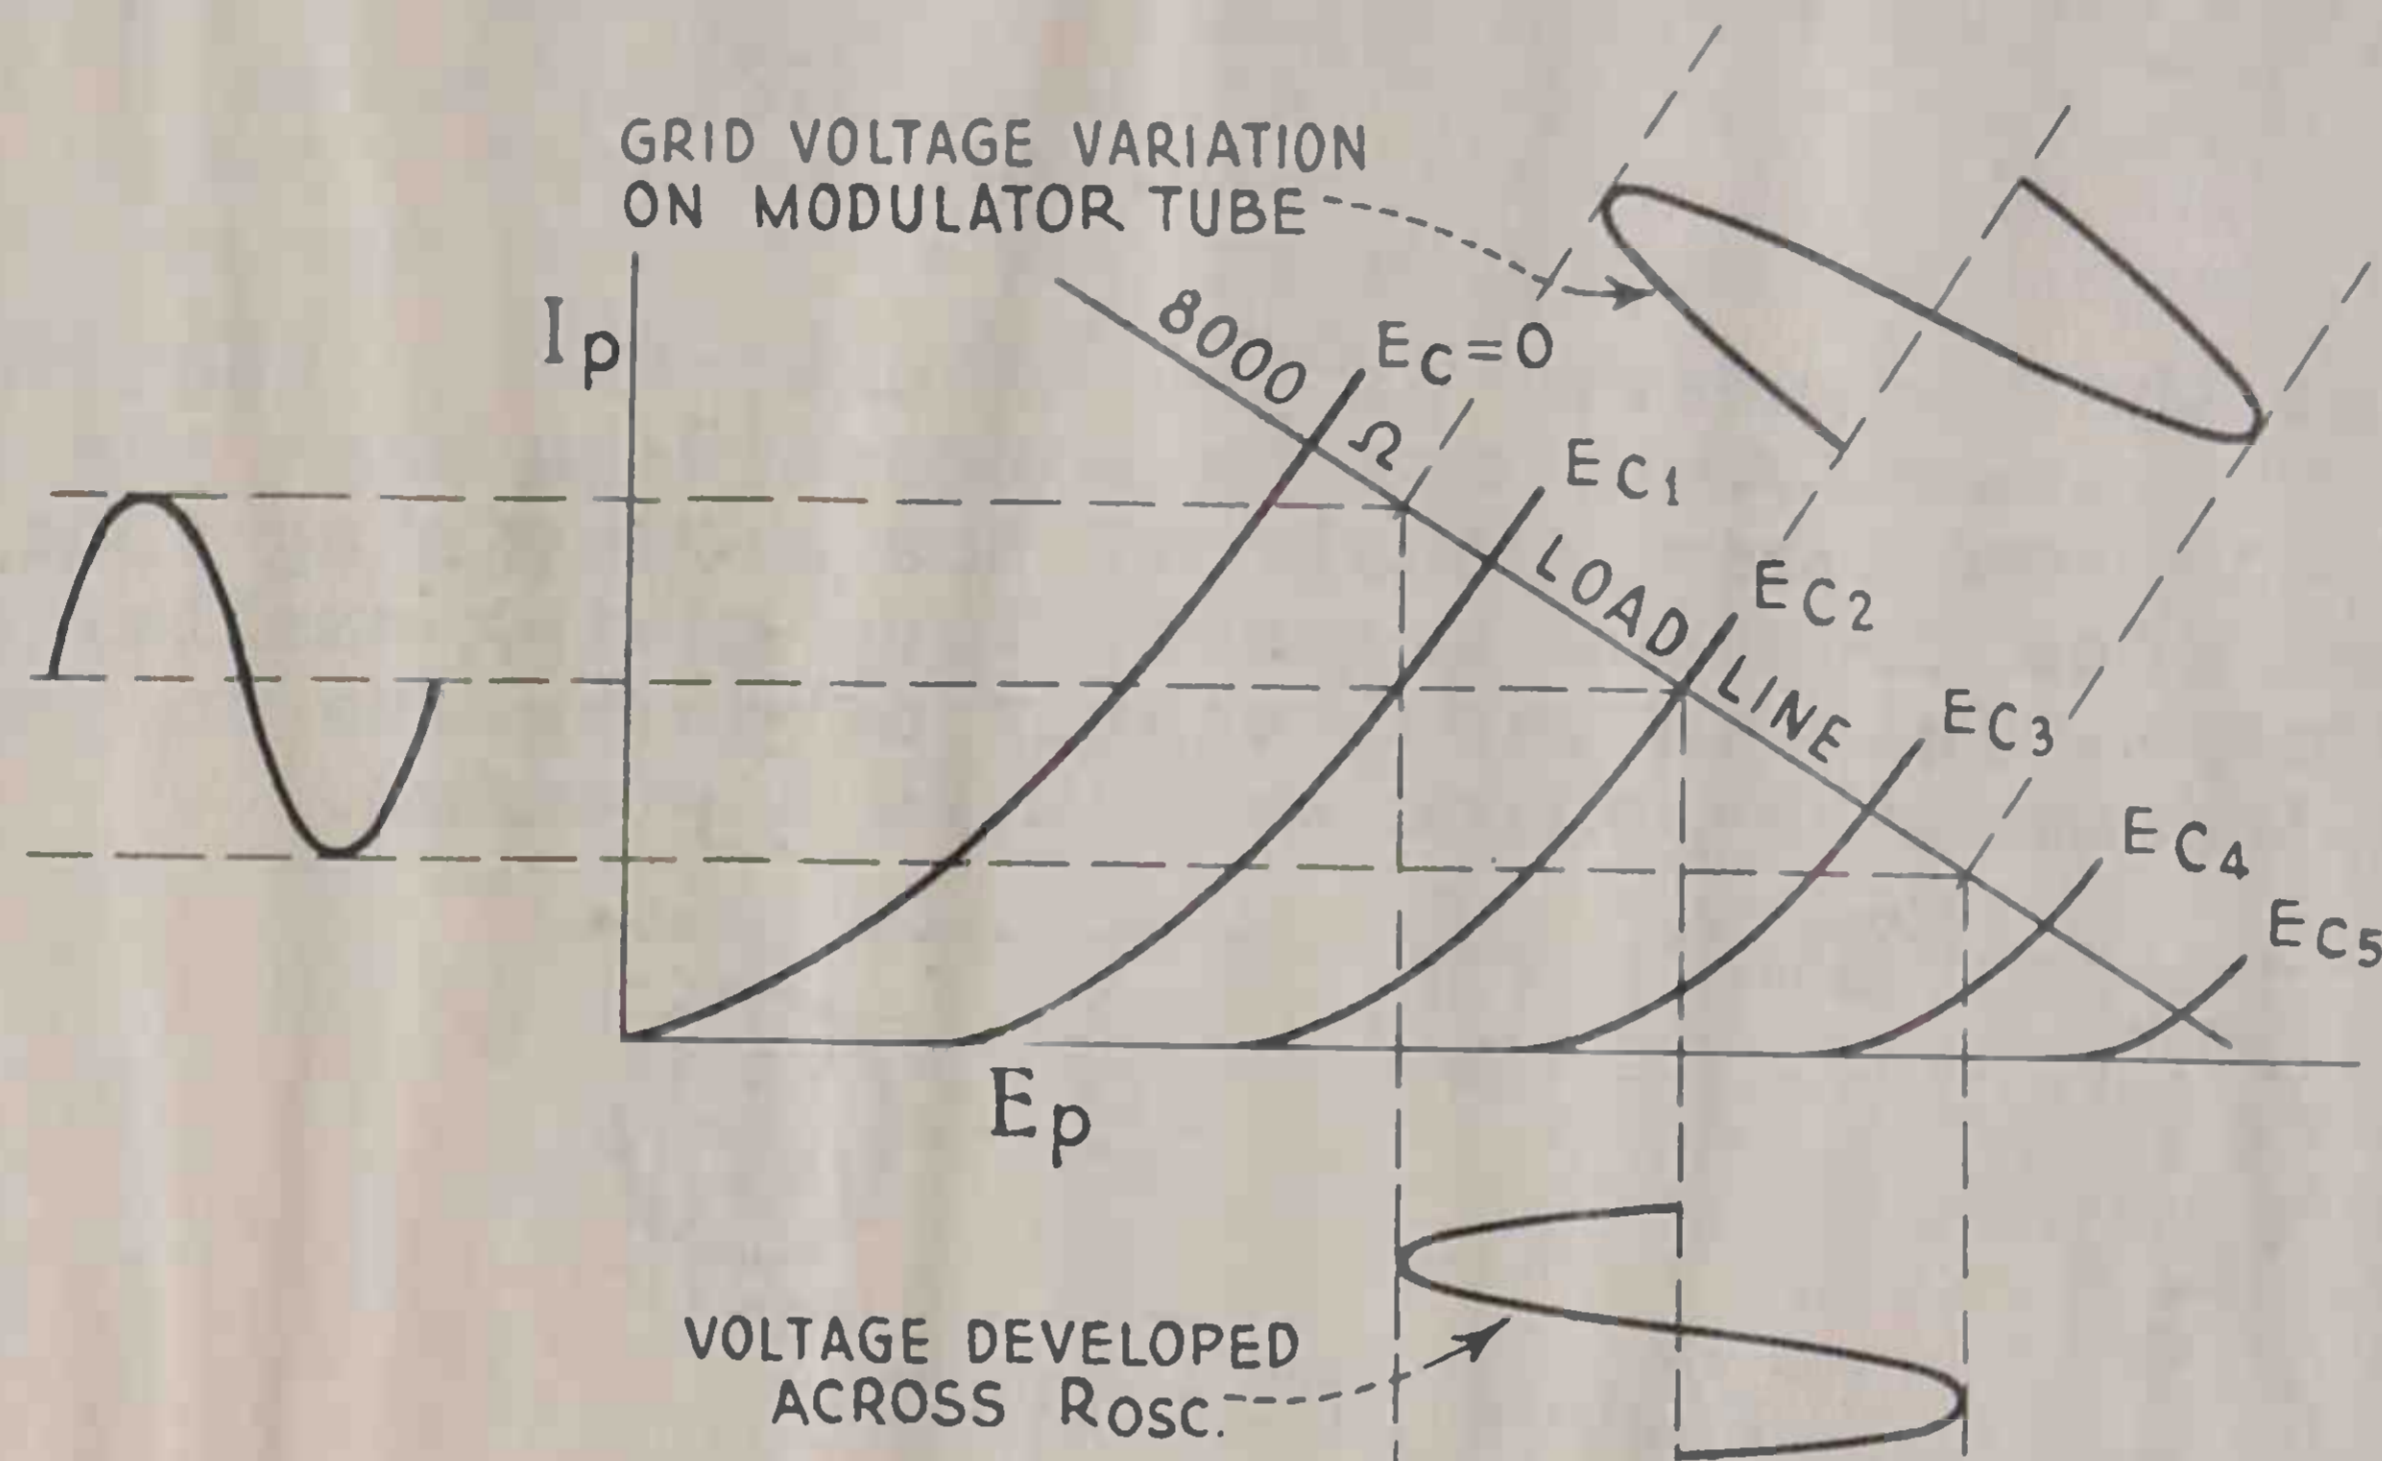 GRID VOLTAGE VARIATION
ON MODULATOR TUBE
Ip
8000 Ω LOAD LINE
EC=0
EC1
EC2
EC3
EC4
EC5
Ep
VOLTAGE DEVELOPED
ACROSS ROSC.